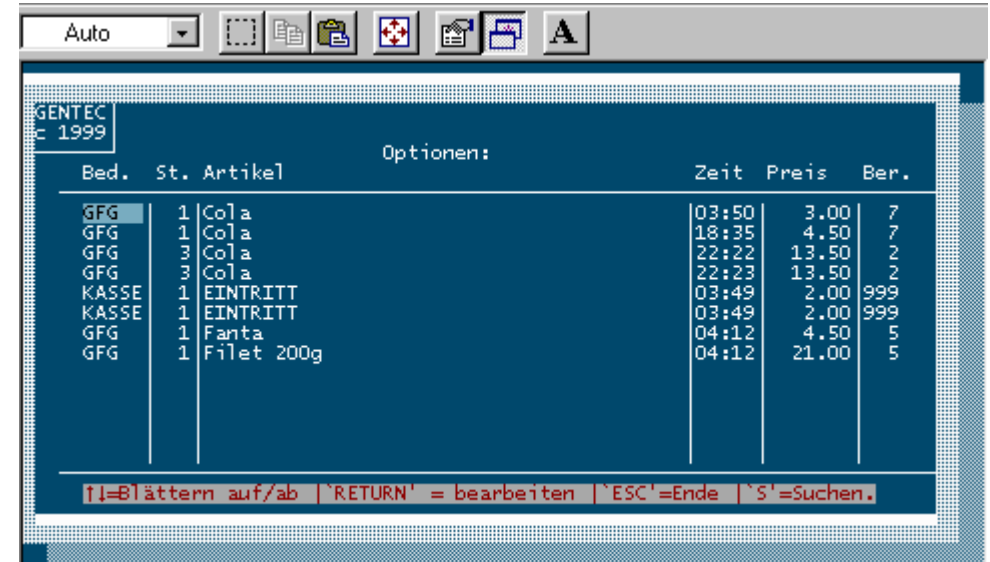 Auto
A
GENTEC
c 1999
Optionen:
Bed. St. Artikel Zeit Preis Ber.
GFG 1 Cola 03:50 3.00 7
GFG 1 Cola 18:35 4.50 7
GFG 3 Cola 22:22 13.50 2
GFG 3 Cola 22:23 13.50 2
KASSE 1 EINTRITT 03:49 2.00 999
KASSE 1 EINTRITT 03:49 2.00 999
GFG 1 Fanta 04:12 4.50 5
GFG 1 Filet 200g 04:12 21.00 5
↑↓=Blättern auf/ab |`RETURN' = bearbeiten |`ESC'=Ende |`S'=Suchen.